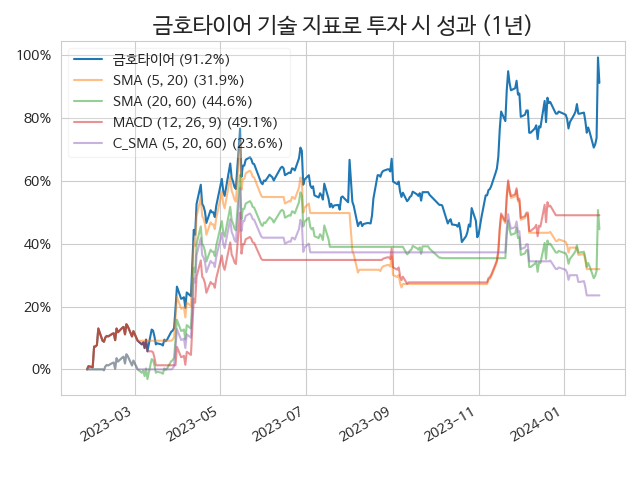 금호타이어 기술 지표로 투자 시 성과 (1년)
금호타이어 (91.2%)
SMA (5, 20) (31.9%)
SMA (20, 60) (44.6%)
MACD (12, 26, 9) (49.1%)
C_SMA (5, 20, 60) (23.6%)
100%
80%
60%
40%
20%
0%
2023-03
2023-05
2023-07
2023-09
2023-11
2024-01